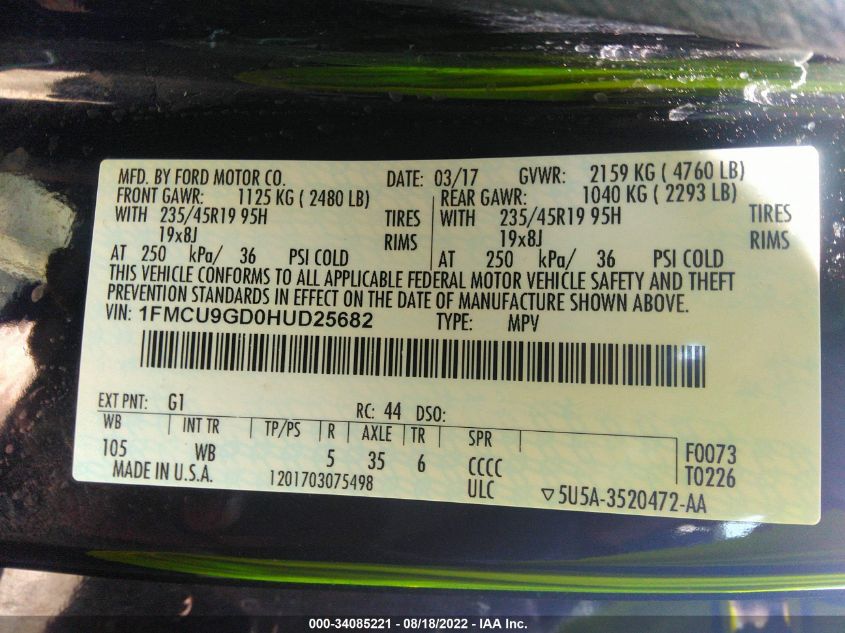 MFD. BY FORD MOTOR CO. DATE: 03/17 GVWR: 2159 KG ( 4760 LB)
FRONT GAWR: 1125 KG ( 2480 LB) REAR GAWR: 1040 KG ( 2293 LB)
WITH 235/45R19 95H TIRES WITH 235/45R19 95H TIRES
19x8J RIMS 19x8J RIMS
AT 250 kPa/ 36 PSI COLD AT 250 kPa/ 36 PSI COLD
THIS VEHICLE CONFORMS TO ALL APPLICABLE FEDERAL MOTOR VEHICLE SAFETY AND THEFT
PREVENTION STANDARDS IN EFFECT ON THE DATE OF MANUFACTURE SHOWN ABOVE.
VIN: 1FMCU9GD0HUD25682 TYPE: MPV
EXT PNT: G1 RC: 44 DSO:
WB INT TR TP/PS R AXLE TR SPR
105 WB 5 35 6 CCCC F0073
MADE IN U.S.A. 1201703075498 ULC T0226
▽5U5A-3520472-AA
000-34085221 - 08/18/2022 - IAA Inc.